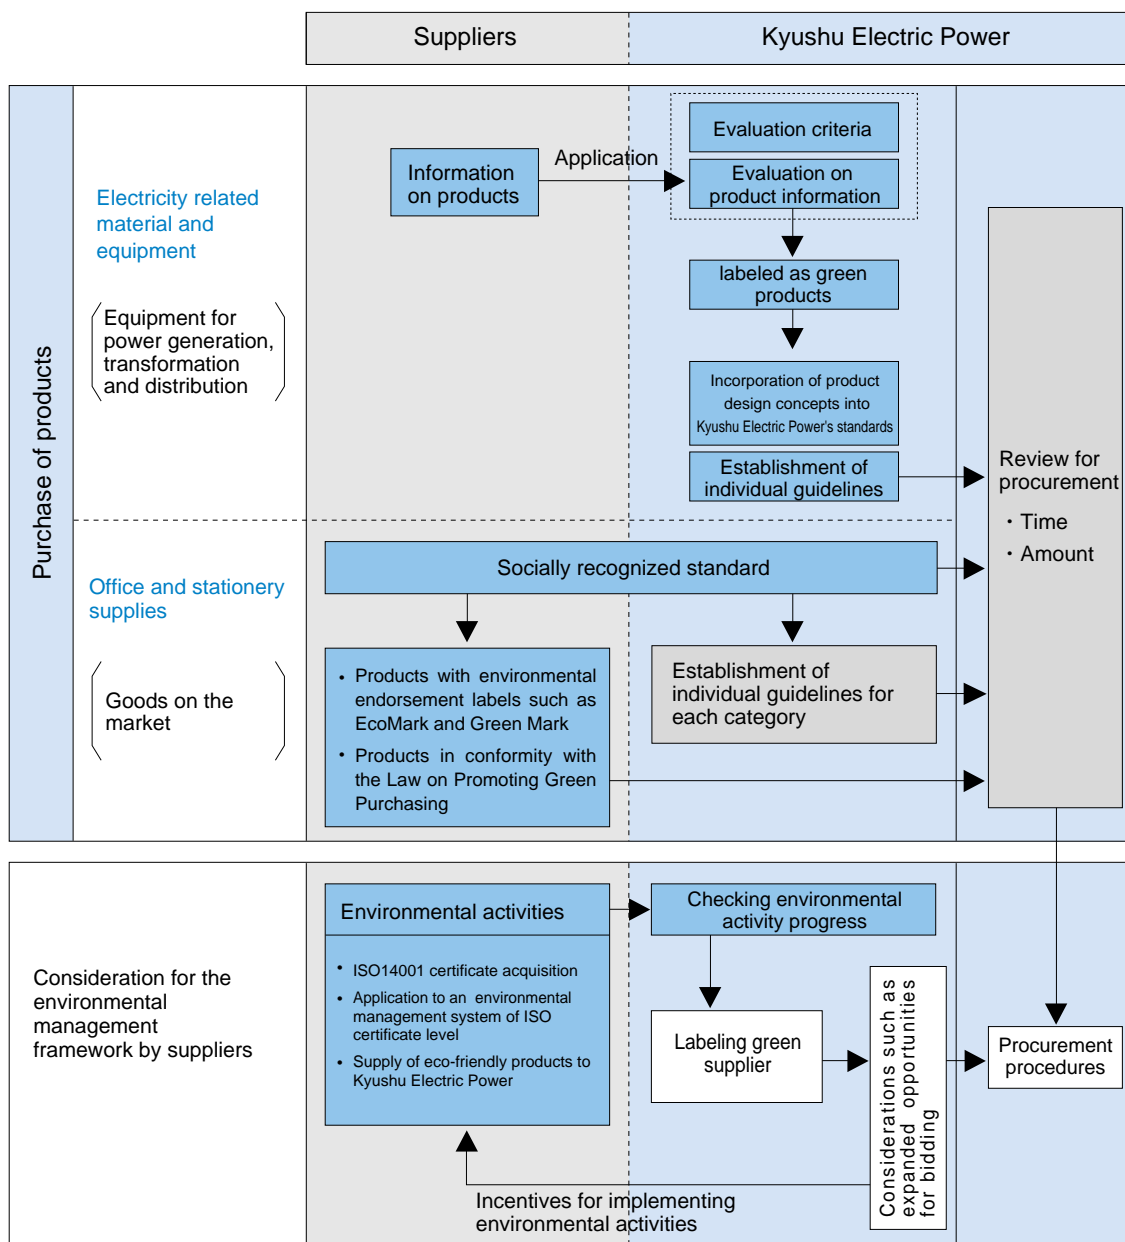 Suppliers
Kyushu Electric Power
Purchase of products
Electricity related
material and
equipment
Equipment for
power generation,
transformation
and distribution
Information
on products
Application
Evaluation criteria
Evaluation on
product information
labeled as green
products
Incorporation of product
design concepts into
Kyushu Electric Power's standards
Establishment of
individual guidelines
Review for
procurement
・Time
・Amount
Office and stationery
supplies
Goods on the
market
Socially recognized standard
• Products with environmental
endorsement labels such as
EcoMark and Green Mark
• Products in conformity with
the Law on Promoting Green
Purchasing
Establishment of
individual guidelines for
each category
Consideration for the
environmental
management
framework by suppliers
Environmental activities
• ISO14001 certificate acquisition
• Application to an environmental
management system of ISO
certificate level
• Supply of eco-friendly products to
Kyushu Electric Power
Checking environmental
activity progress
Labeling green
supplier
Considerations such as
expanded opportunities
for bidding
Procurement
procedures
Incentives for implementing
environmental activities